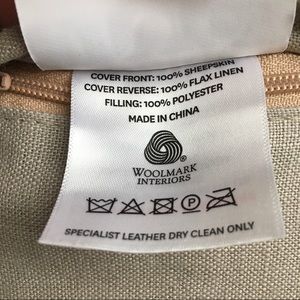 COVER FRONT: 100% SHEEPSKIN
COVER REVERSE: 100% FLAX LINEN
FILLING: 100% POLYESTER
MADE IN CHINA
WOOLMARK
INTERIORS
P
SPECIALIST LEATHER DRY CLEAN ONLY